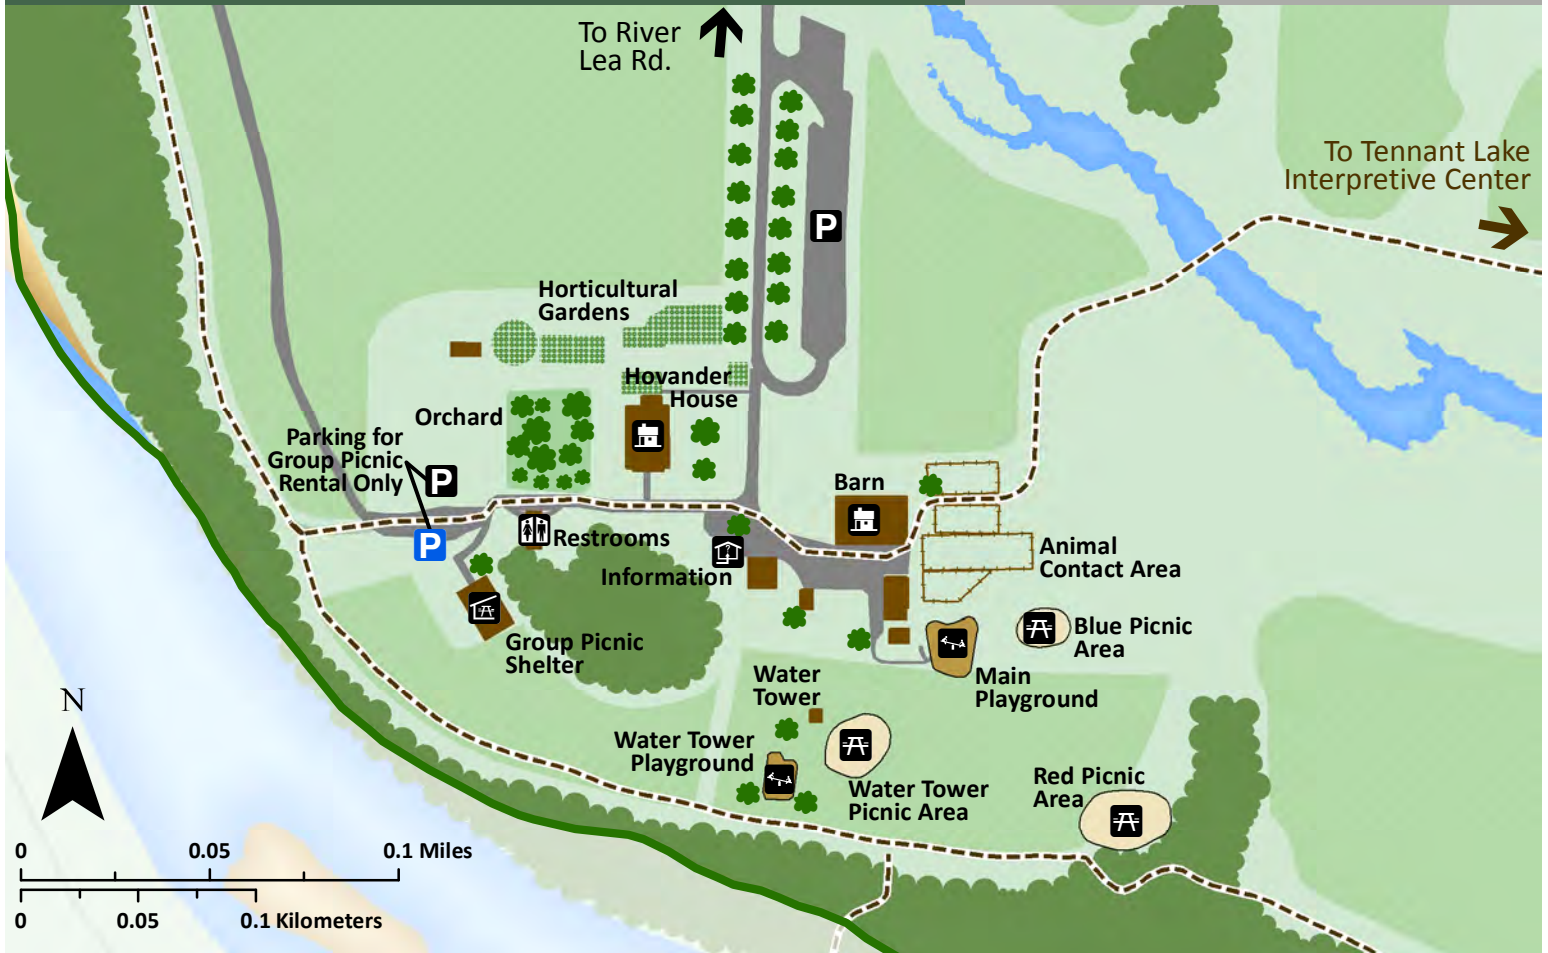 To River
Lea Rd.
To Tennant Lake
Interpretive Center
P
Horticultural
Gardens
Hovander
House
Orchard
Parking for
Group Picnic
Rental Only
P
P
Restrooms
Information
Barn
Animal
Contact Area
Blue Picnic
Area
Group Picnic
Shelter
Main
Playground
Water
Tower
Water Tower
Playground
Water Tower
Picnic Area
Red Picnic
Area
N
0 0.05 0.1 Miles
0 0.05 0.1 Kilometers